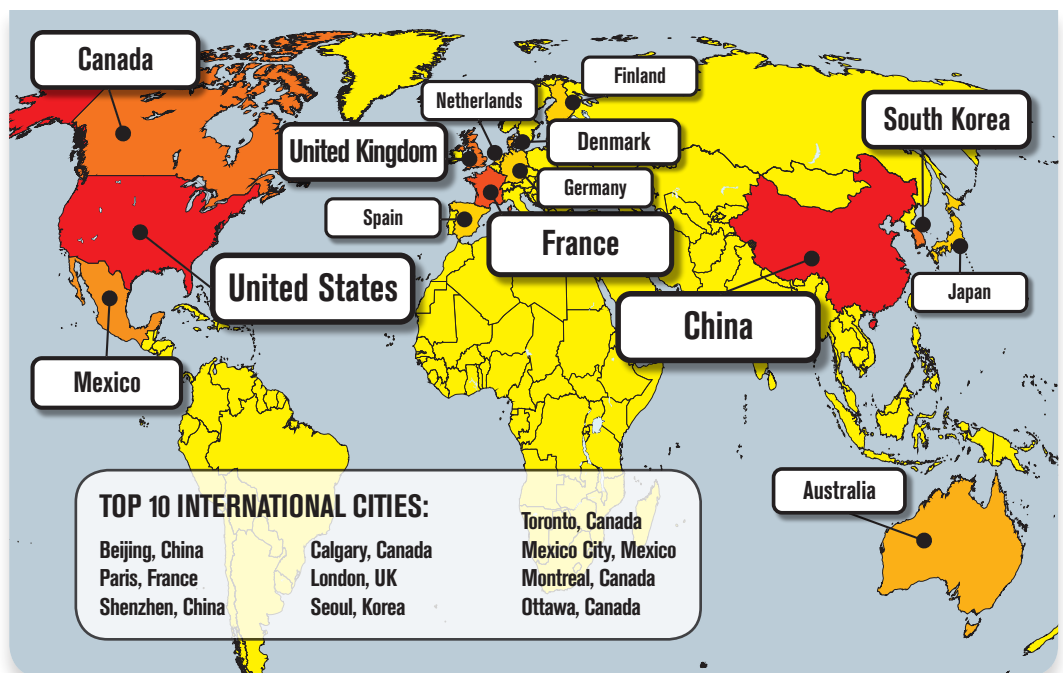 Canada
Finland
Netherlands
South Korea
United Kingdom
Denmark
Germany
Spain
France
United States
Japan
China
Mexico
Australia
TOP 10 INTERNATIONAL CITIES:
Beijing, China
Paris, France
Shenzhen, China
Calgary, Canada
London, UK
Seoul, Korea
Toronto, Canada
Mexico City, Mexico
Montreal, Canada
Ottawa, Canada